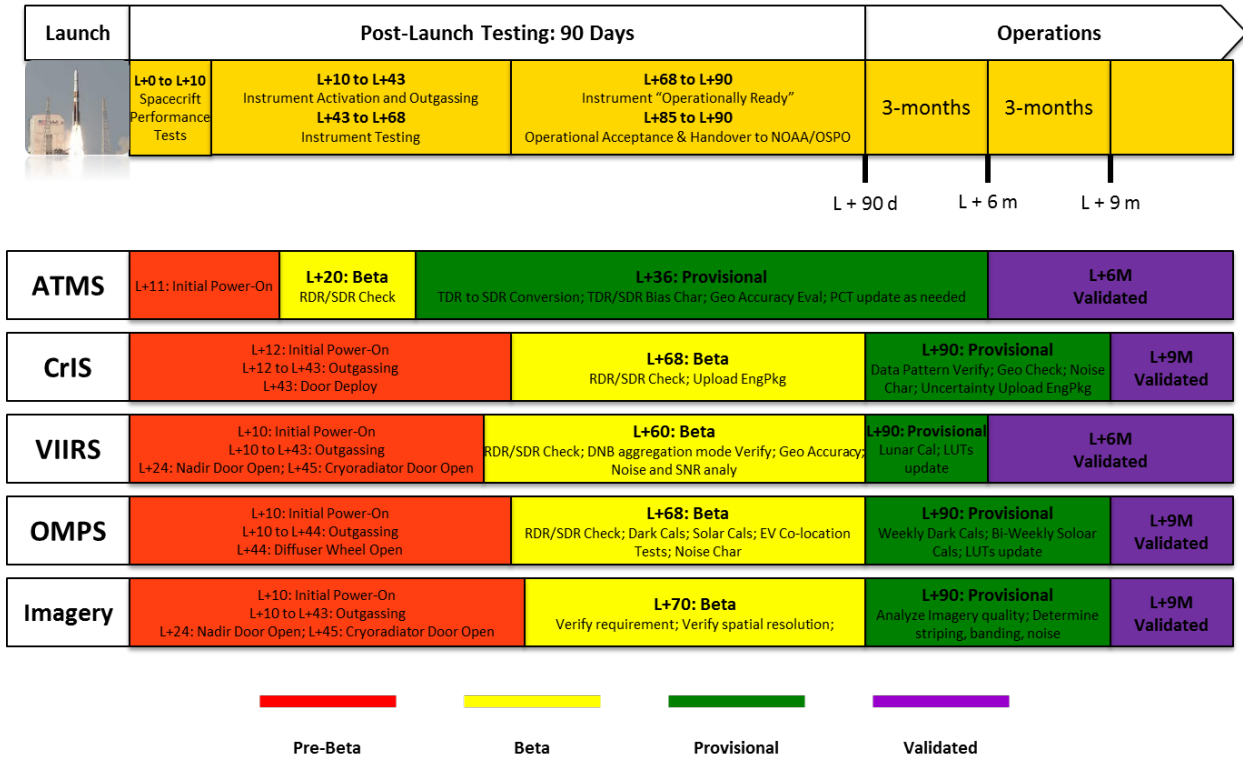 Launch
Post-Launch Testing: 90 Days
Operations
L+0 to L+10
Spacecrift
Performance
Tests
L+10 to L+43
Instrument Activation and Outgassing
L+43 to L+68
Instrument Testing
L+68 to L+90
Instrument “Operationally Ready”
L+85 to L+90
Operational Acceptance & Handover to NOAA/OSPO
3-months
3-months
L + 90 d
L + 6 m
L + 9 m
ATMS
L+11: Initial Power-On
L+20: Beta
RDR/SDR Check
L+36: Provisional
TDR to SDR Conversion; TDR/SDR Bias Char; Geo Accuracy Eval; PCT update as needed
L+6M
Validated
CrIS
L+12: Initial Power-On
L+12 to L+43: Outgassing
L+43: Door Deploy
L+68: Beta
RDR/SDR Check; Upload EngPkg
L+90: Provisional
Data Pattern Verify; Geo Check; Noise
Char; Uncertainty Upload EngPkg
L+9M
Validated
VIIRS
L+10: Initial Power-On
L+10 to L+43: Outgassing
L+24: Nadir Door Open; L+45: Cryoradiator Door Open
L+60: Beta
RDR/SDR Check; DNB aggregation mode Verify; Geo Accuracy;
Noise and SNR analy
L+90: Provisional
Lunar Cal; LUTs
update
L+6M
Validated
OMPS
L+10: Initial Power-On
L+10 to L+44: Outgassing
L+44: Diffuser Wheel Open
L+68: Beta
RDR/SDR Check; Dark Cals; Solar Cals; EV Co-location
Tests; Noise Char
L+90: Provisional
Weekly Dark Cals; Bi-Weekly Soloar
Cals; LUTs update
L+9M
Validated
Imagery
L+10: Initial Power-On
L+10 to L+43: Outgassing
L+24: Nadir Door Open; L+45: Cryoradiator Door Open
L+70: Beta
Verify requirement; Verify spatial resolution;
L+90: Provisional
Analyze Imagery quality; Determine
striping, banding, noise
L+9M
Validated
Pre-Beta
Beta
Provisional
Validated